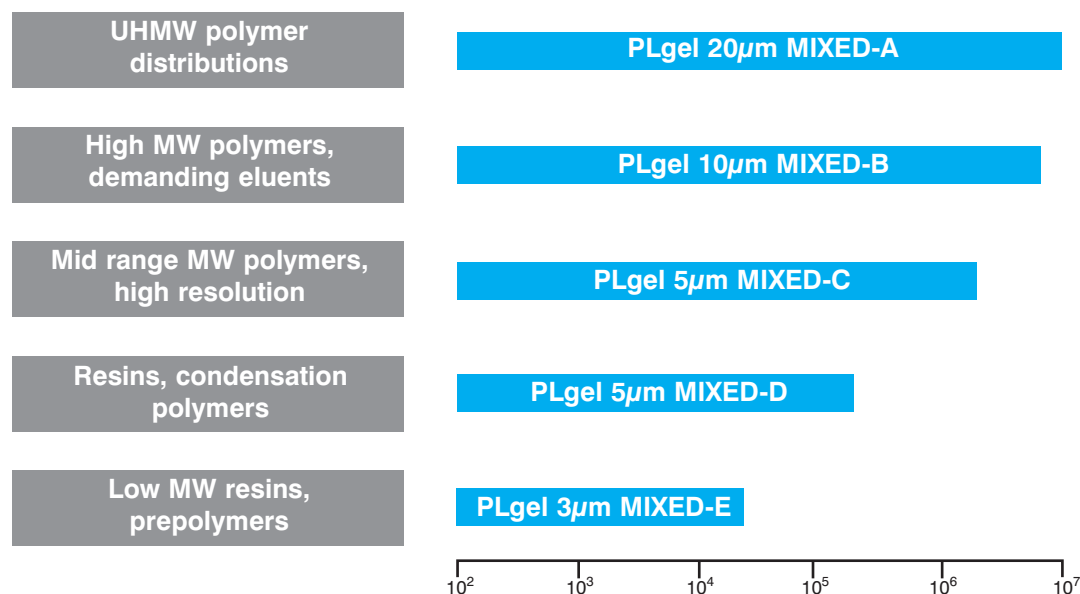 UHMW polymer
distributions
PLgel 20µm MIXED-A
High MW polymers,
demanding eluents
PLgel 10µm MIXED-B
Mid range MW polymers,
high resolution
PLgel 5µm MIXED-C
Resins, condensation
polymers
PLgel 5µm MIXED-D
Low MW resins,
prepolymers
PLgel 3µm MIXED-E
10² 10³ 10⁴ 10⁵ 10⁶ 10⁷